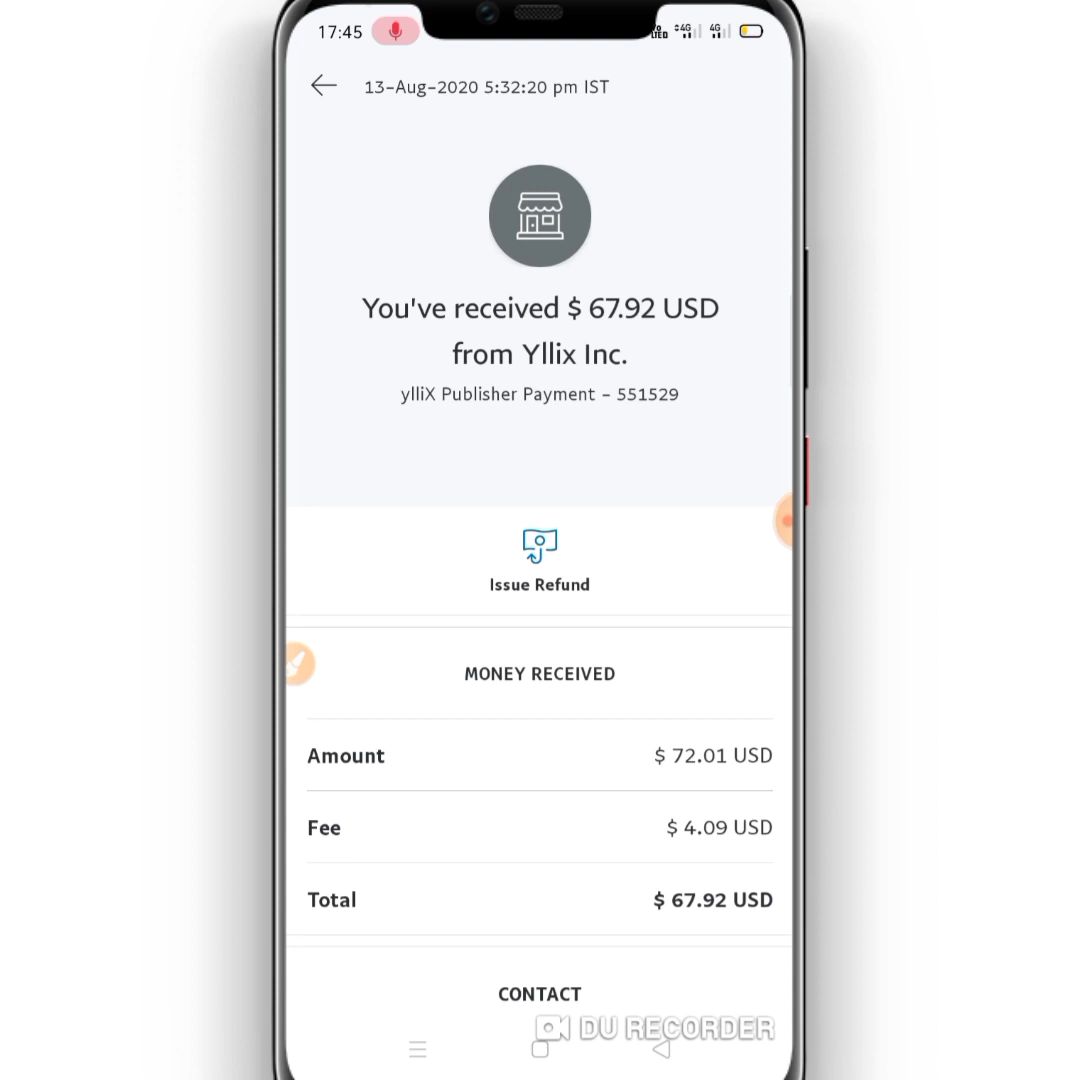 17:45
4G 4G
13-Aug-2020 5:32:20 pm IST
You've received $ 67.92 USD
from Yllix Inc.
ylliX Publisher Payment - 551529
Issue Refund
MONEY RECEIVED
Amount $ 72.01 USD
Fee $ 4.09 USD
Total $ 67.92 USD
CONTACT
DU RECORDER